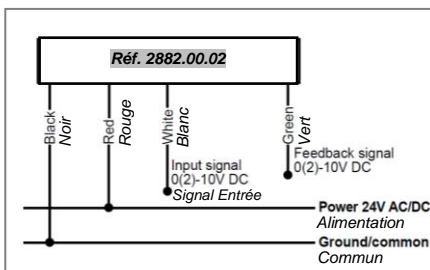 Réf. 2882.00.02
Black
Noir
Red
Rouge
White
Blanc
Green
Vert
Input signal
0(2)-10V DC
Signal Entrée
Feedback signal
0(2)-10V DC
Power 24V AC/DC
Alimentation
Ground/common
Commun